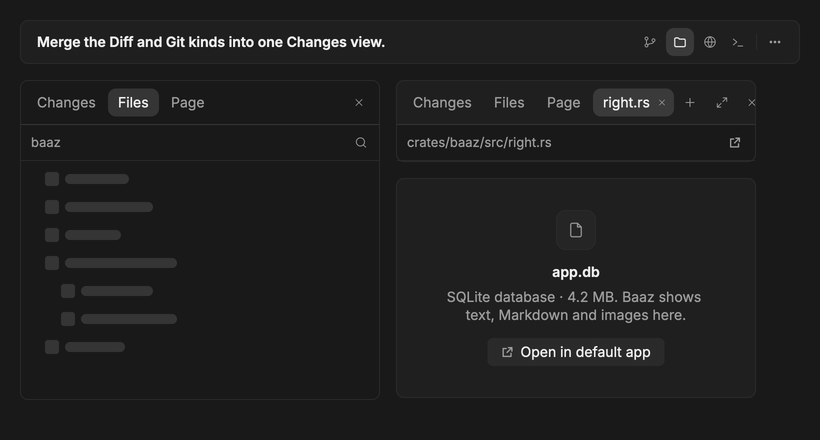 Merge the Diff and Git kinds into one Changes view.
Changes Files Page
baaz
Changes Files Page right.rs
crates/baaz/src/right.rs
app.db
SQLite database · 4.2 MB. Baaz shows
text, Markdown and images here.
Open in default app